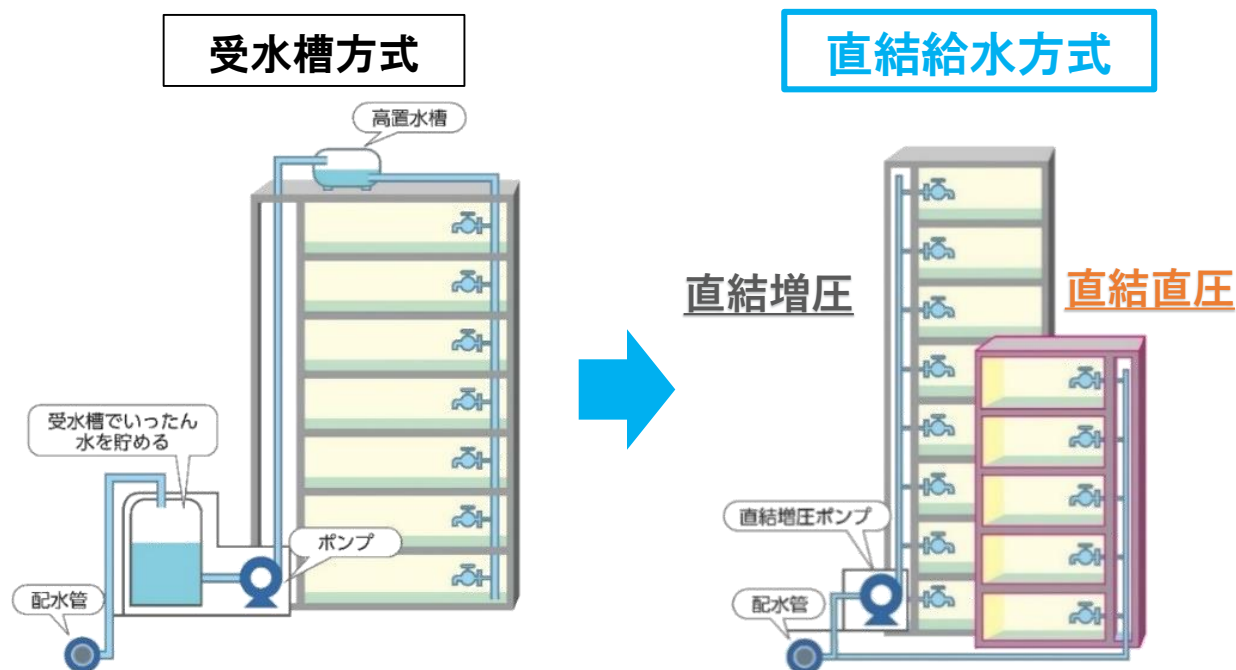 受水槽方式
高置水槽
受水槽でいったん
水を貯める
ポンプ
配水管
直結給水方式
直結増圧
直結直圧
直結増圧ポンプ
配水管